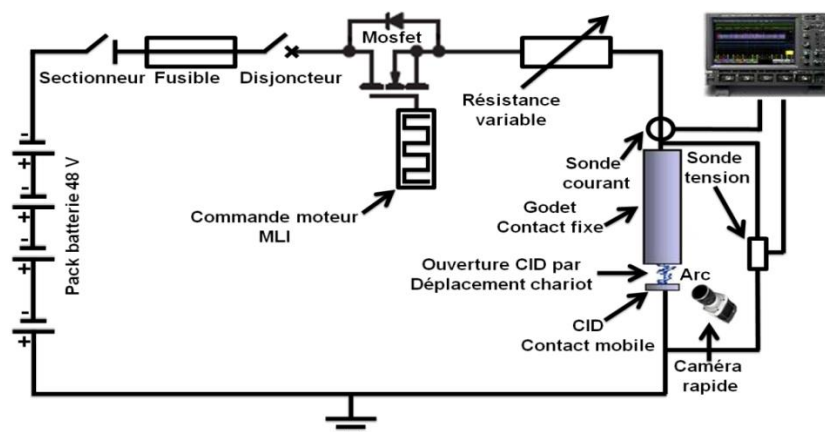 Mosfet
Sectionneur
Fusible
Disjoncteur
Résistance
variable
Sonde
courant
Sonde
tension
Pack batterie 48 V
-
+
-
+
-
+
-
+
Commande moteur
MLI
Godet
Contact fixe
Ouverture CID par
Déplacement chariot
Arc
CID
Contact mobile
Caméra
rapide